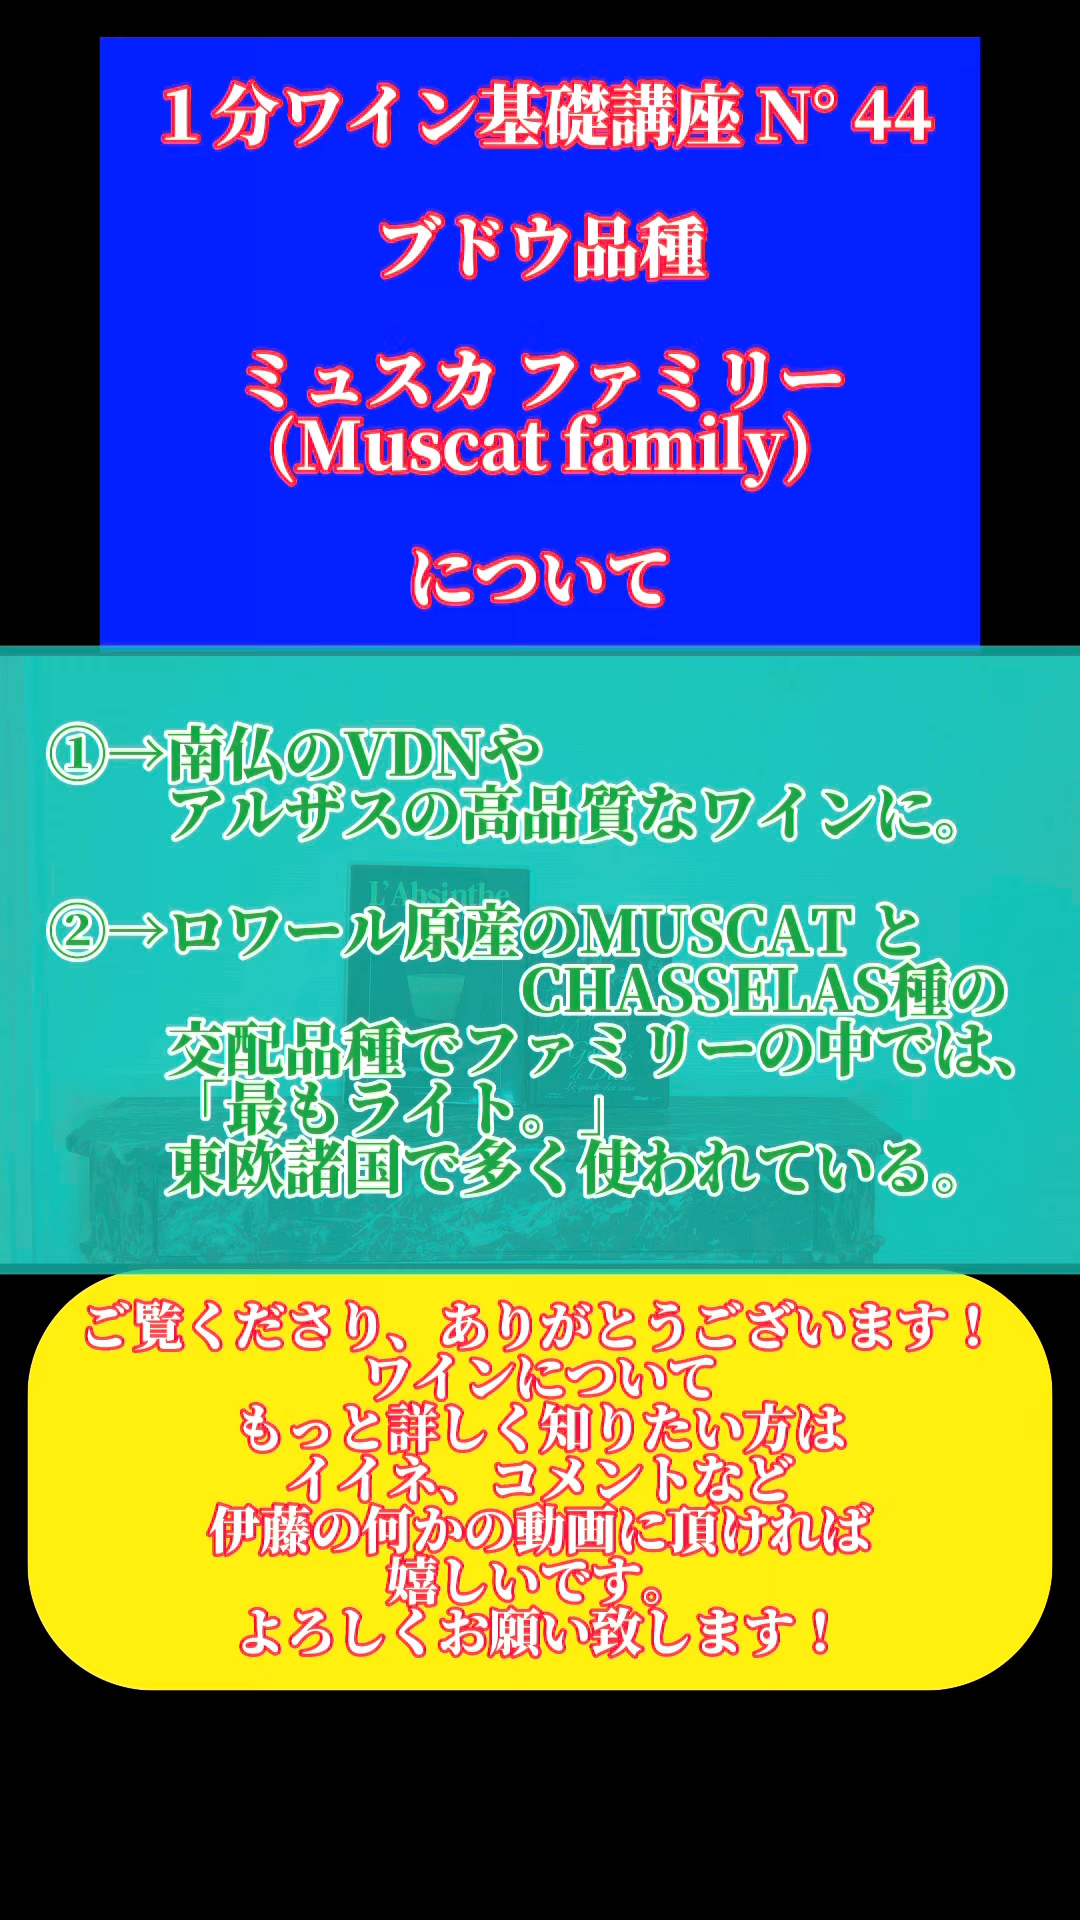 １分ワイン基礎講座 N° 44
ブドウ品種
ミュスカ ファミリー
(Muscat family)
について
①→南仏のVDNや
アルザスの高品質なワインに。
L'Absinthe
②→ロワール原産のMUSCAT と
CHASSELAS種の
交配品種でファミリーの中では、
「最もライト。」
東欧諸国で多く使われている。
ご覧くださり、ありがとうございます！
ワインについて
もっと詳しく知りたい方は
イイネ、コメントなど
伊藤の何かの動画に頂ければ
嬉しいです。
よろしくお願い致します！